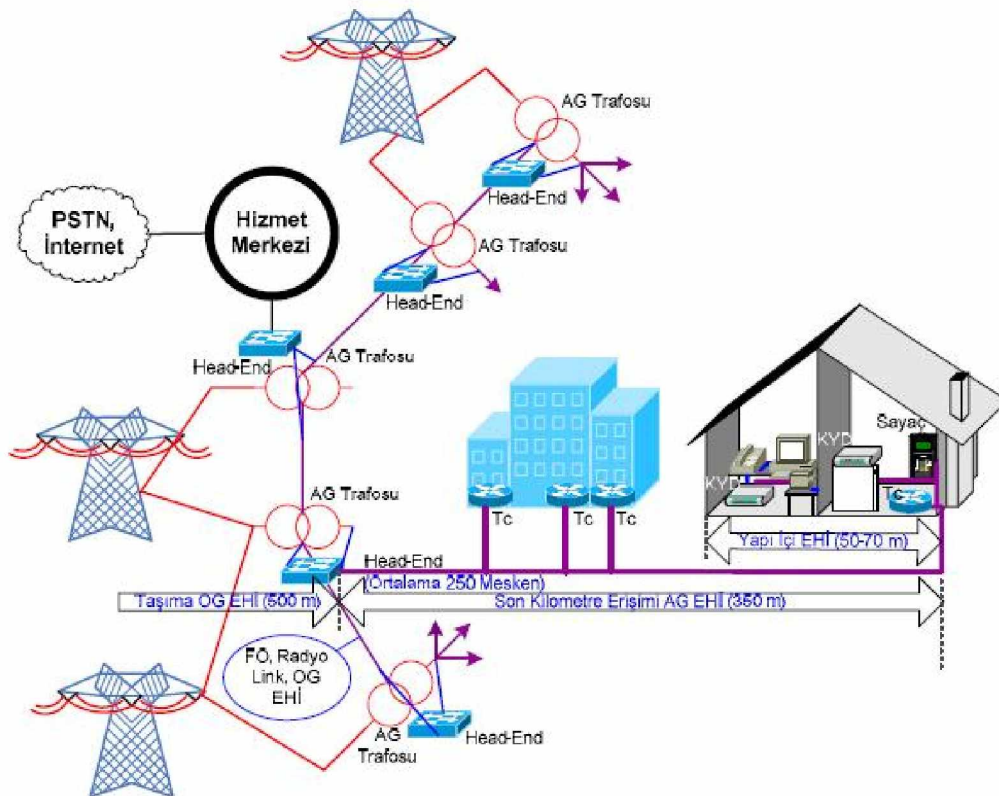 AG Trafosu
Head-End
PSTN,
İnternet
Hizmet
Merkezi
AG Trafosu
Head-End
AG Trafosu
Head-End
Sayaç
KYD
KYD
Tc
AG Trafosu
Tc
Tc
Tc
Yapı İçi EHİ (50-70 m)
Head-End
(Ortalama 250 Mesken)
Taşıma OG EHİ (500 m)
Son Kilometre Erişimi AG EHİ (350 m)
FÖ, Radyo
Link, OG
EHİ
AG
Trafosu
Head-End